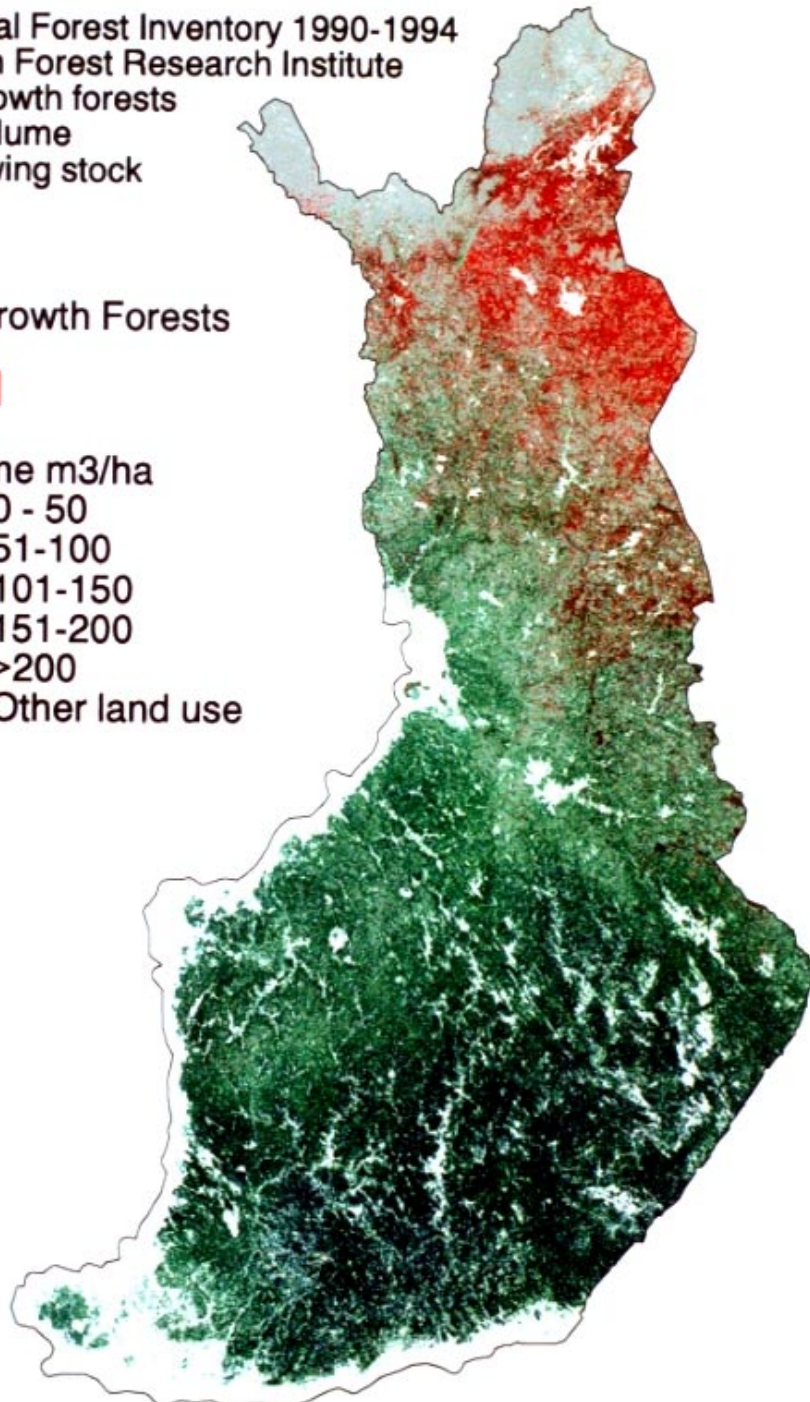 al Forest Inventory 1990-1994
n Forest Research Institute
owth forests
lume
ving stock
rowth Forests
me m3/ha
0 - 50
51-100
101-150
151-200
>200
Other land use